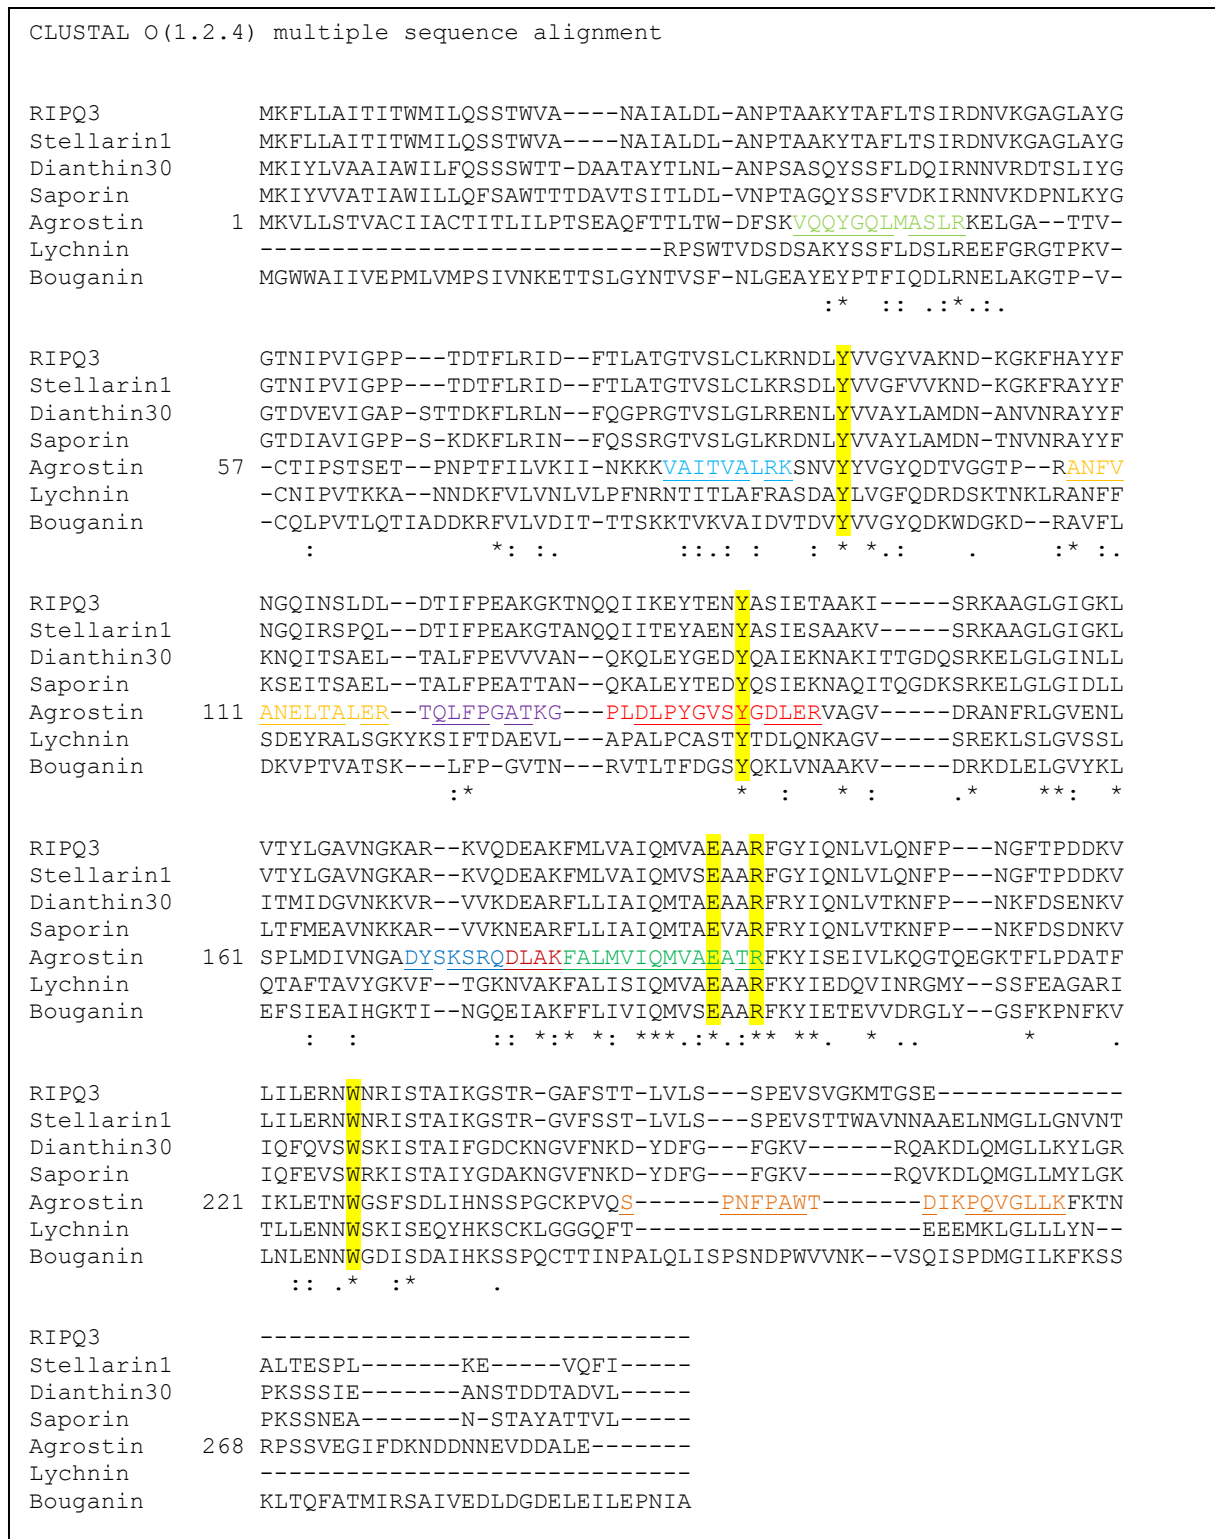 CLUSTAL O(1.2.4) multiple sequence alignment
RIPQ3 MKFLLAITITWMILQSSTWVA----NAIALDL-ANPTAAKYTAFLTSIRDNVKGAGLAYG
Stellarin1 MKFLLAITITWMILQSSTWVA----NAIALDL-ANPTAAKYTAFLTSIRDNVKGAGLAYG
Dianthin30 MKIYLVAAIAWILFQSSSWTT-DAATAYTLNL-ANPSASQYSSFLDQIRNNVRDTSLIYG
Saporin MKIYVVATIAWILLQFSAWTTTDAVTSITLDL-VNPTAGQYSSFVDKIRNNVKDPNLKYG
Agrostin 1 MKVLLSTVACIIACTITLILPTSEAQFTTLTW-DFSKVQQYGQLMASLRKELGA--TTV-
Lychnin ----------------------------RPSWTVDSDSAKYSSFLDSLREEFGRGTPKV-
Bouganin MGWWAIIVEPMLVMPSIVNKETTSLGYNTVSF-NLGEAYEYPTFIQDLRNELAKGTP-V-
:* :: .:*.:.
RIPQ3 GTNIPVIGPP---TDTFLRID--FTLATGTVSLCLKRNDLYVVGYVAKND-KGKFHAYYF
Stellarin1 GTNIPVIGPP---TDTFLRID--FTLATGTVSLCLKRSDLYVVGFVVKND-KGKFRAYYF
Dianthin30 GTDVEVIGAP-STTDKFLRLN--FQGPRGTVSLGLRRENLYVVAYLAMDN-ANVNRAYYF
Saporin GTDIAVIGPP-S-KDKFLRIN--FQSSRGTVSLGLKRDNLYVVAYLAMDN-TNVNRAYYF
Agrostin 57 -CTIPSTSET--PNPTFILVKII-NKKKVAITVALRKSNVYYVGYQDTVGGTP--RANFV
Lychnin -CNIPVTKKA--NNDKFVLVNLVLPFNRNTITLAFRASDAYLVGFQDRDSKTNKLRANFF
Bouganin -CQLPVTLQTIADDKRFVLVDIT-TTSKKTVKVAIDVTDVYVVGYQDKWDGKD--RAVFL
: *: :. ::.: : : * *.: . :* :.
RIPQ3 NGQINSLDL--DTIFPEAKGKTNQQIIKEYTENYASIETAAKI-----SRKAAGLGIGKL
Stellarin1 NGQIRSPQL--DTIFPEAKGTANQQIITEYAENYASIESAAKV-----SRKAAGLGIGKL
Dianthin30 KNQITSAEL--TALFPEVVVAN--QKQLEYGEDYQAIEKNAKITTGDQSRKELGLGINLL
Saporin KSEITSAEL--TALFPEATTAN--QKALEYTEDYQSIEKNAQITQGDKSRKELGLGIDLL
Agrostin 111 ANELTALER--TQLFPGATKG---PLDLPYGVSYGDLERVAGV-----DRANFRLGVENL
Lychnin SDEYRALSGKYKSIFTDAEVL---APALPCASTYTDLQNKAGV-----SREKLSLGVSSL
Bouganin DKVPTVATSK---LFP-GVTN---RVTLTFDGSYQKLVNAAKV-----DRKDLELGVYKL
:* * : * : .* **: *
RIPQ3 VTYLGAVNGKAR--KVQDEAKFMLVAIQMVAEAARFGYIQNLVLQNFP---NGFTPDDKV
Stellarin1 VTYLGAVNGKAR--KVQDEAKFMLVAIQMVSEAARFGYIQNLVLQNFP---NGFTPDDKV
Dianthin30 ITMIDGVNKKVR--VVKDEARFLLIAIQMTAEAARFRYIQNLVTKNFP---NKFDSENKV
Saporin LTFMEAVNKKAR--VVKNEARFLLIAIQMTAEVARFRYIQNLVTKNFP---NKFDSDNKV
Agrostin 161 SPLMDIVNGADYSKSRQDLAKFALMVIQMVAEATRFKYISEIVLKQGTQEGKTFLPDATF
Lychnin QTAFTAVYGKVF--TGKNVAKFALISIQMVAEAARFKYIEDQVINRGMY--SSFEAGARI
Bouganin EFSIEAIHGKTI--NGQEIAKFFLIVIQMVSEAARFKYIETEVVDRGLY--GSFKPNFKV
: : :: *:* *: ***.:*.:** **. * .. * .
RIPQ3 LILERNWNRISTAIKGSTR-GAFSTT-LVLS---SPEVSVGKMTGSE-------------
Stellarin1 LILERNWNRISTAIKGSTR-GVFSST-LVLS---SPEVSTTWAVNNAAELNMGLLGNVNT
Dianthin30 IQFQVSWSKISTAIFGDCKNGVFNKD-YDFG---FGKV------RQAKDLQMGLLKYLGR
Saporin IQFEVSWRKISTAIYGDAKNGVFNKD-YDFG---FGKV------RQVKDLQMGLLMYLGK
Agrostin 221 IKLETNWGSFSDLIHNSSPGCKPVQS------PNFPAWT-------DIKPQVGLLKFKTN
Lychnin TLLENNWSKISEQYHKSCKLGGGQFT--------------------EEEMKLGLLLYN--
Bouganin LNLENNWGDISDAIHKSSPQCTTINPALQLISPSNDPWVVNK--VSQISPDMGILKFKSS
:: .* :* .
RIPQ3 ------------------------------
Stellarin1 ALTESPL-------KE-----VQFI-----
Dianthin30 PKSSSIE-------ANSTDDTADVL-----
Saporin PKSSNEA-------N-STAYATTVL-----
Agrostin 268 RPSSVEGIFDKNDDNNEVDDALE-------
Lychnin ------------------------------
Bouganin KLTQFATMIRSAIVEDLDGDELEILEPNIA